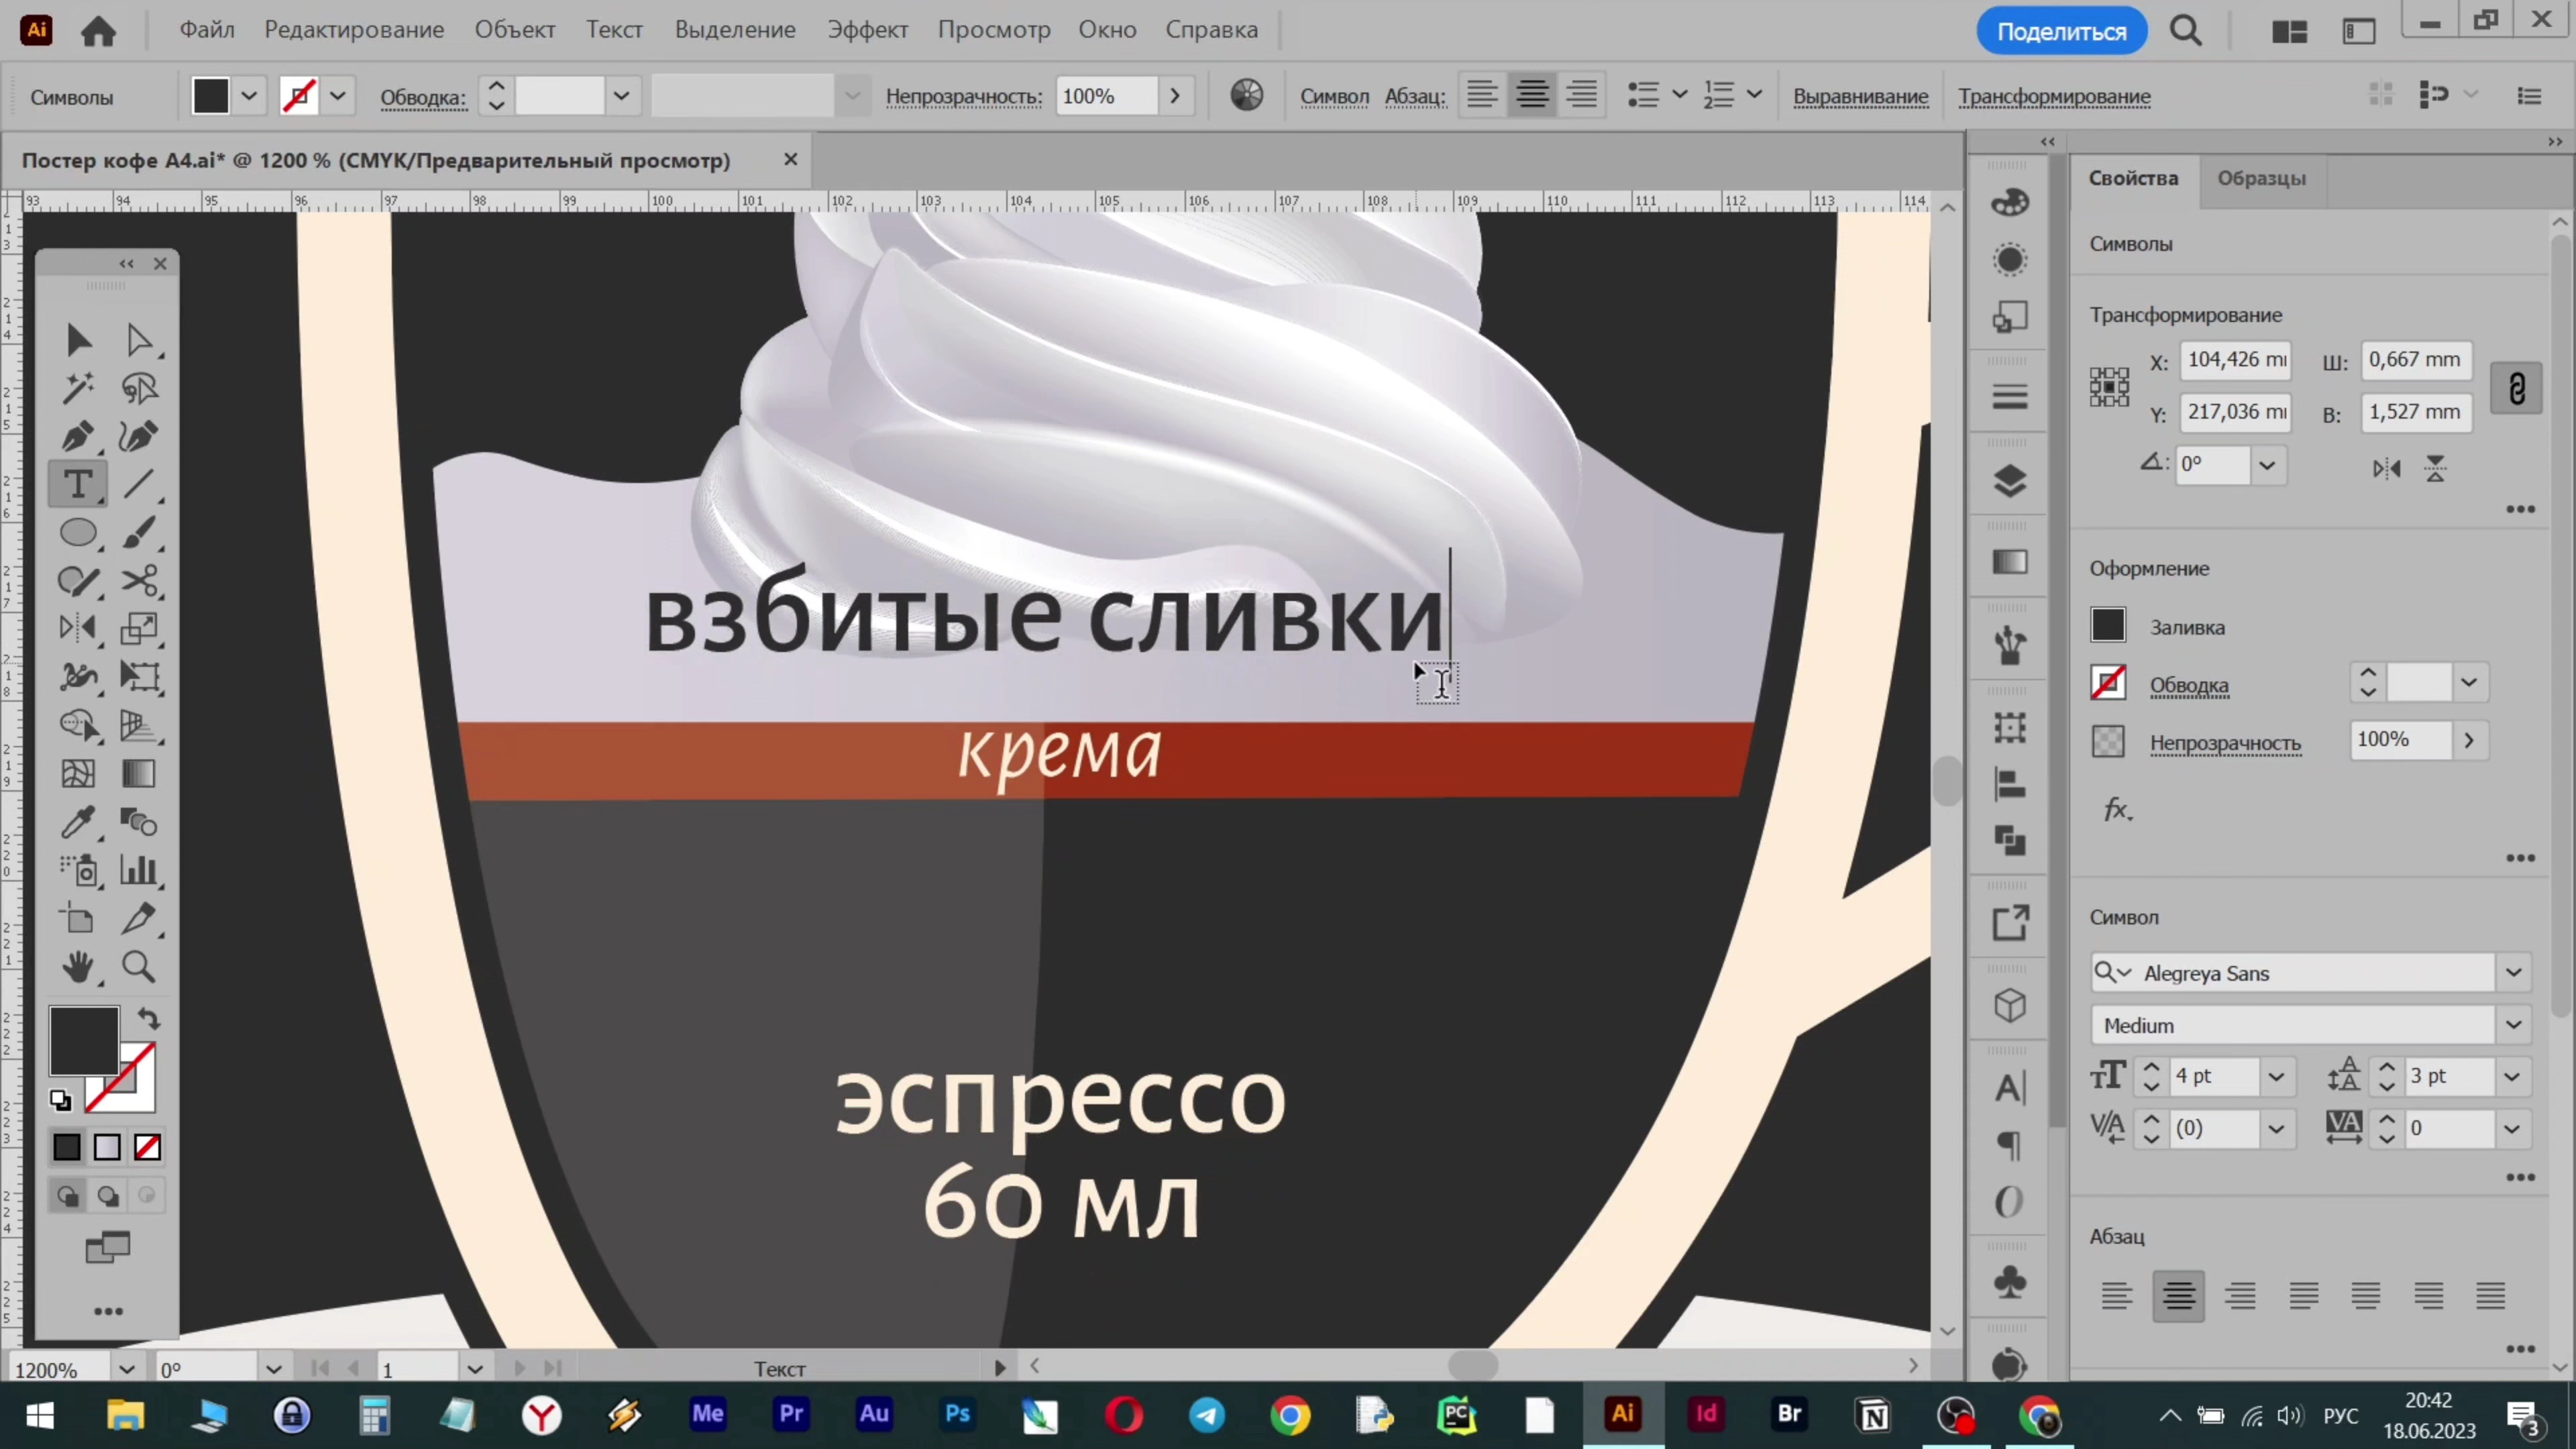 Ai
Файл Редактирование Объект Текст Выделение Эффект Просмотр Окно Справка
Поделиться
Символы
Обводка:
Непрозрачность: 100%
Символ Абзац:
Выравнивание Трансформирование
Постер кофе A4.ai* @ 1200 % (CMYK/Предварительный просмотр)
93 94 95 96 97 98 99 100 101 102 103 104 105 106 107 108 109 110 111 112 113 114
взбитые сливки
крема
эспрессо
60 мл
Свойства Образцы
Символы
Трансформирование
X: 104,426 Ш: 0,667 mm
Y: 217,036 В: 1,527 mm
0°
Оформление
Заливка
Обводка
Непрозрачность 100%
fx
Символ
Alegreya Sans
Medium
4 pt 3 pt
(0) 0
Абзац
1200% 0° 1 Текст
Me Pr Au Ps PC Ai Id Br
РУС
20:42
18.06.2023
3